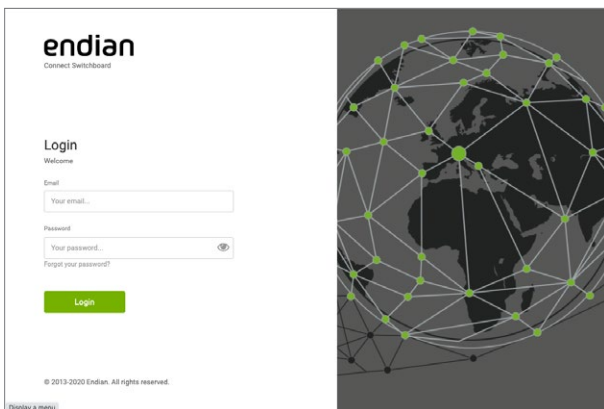 endian
Connect Switchboard
Login
Welcome
Email
Your email...
Password
Your password...
Forgot your password?
Login
© 2013-2020 Endian. All rights reserved.
Display a menu